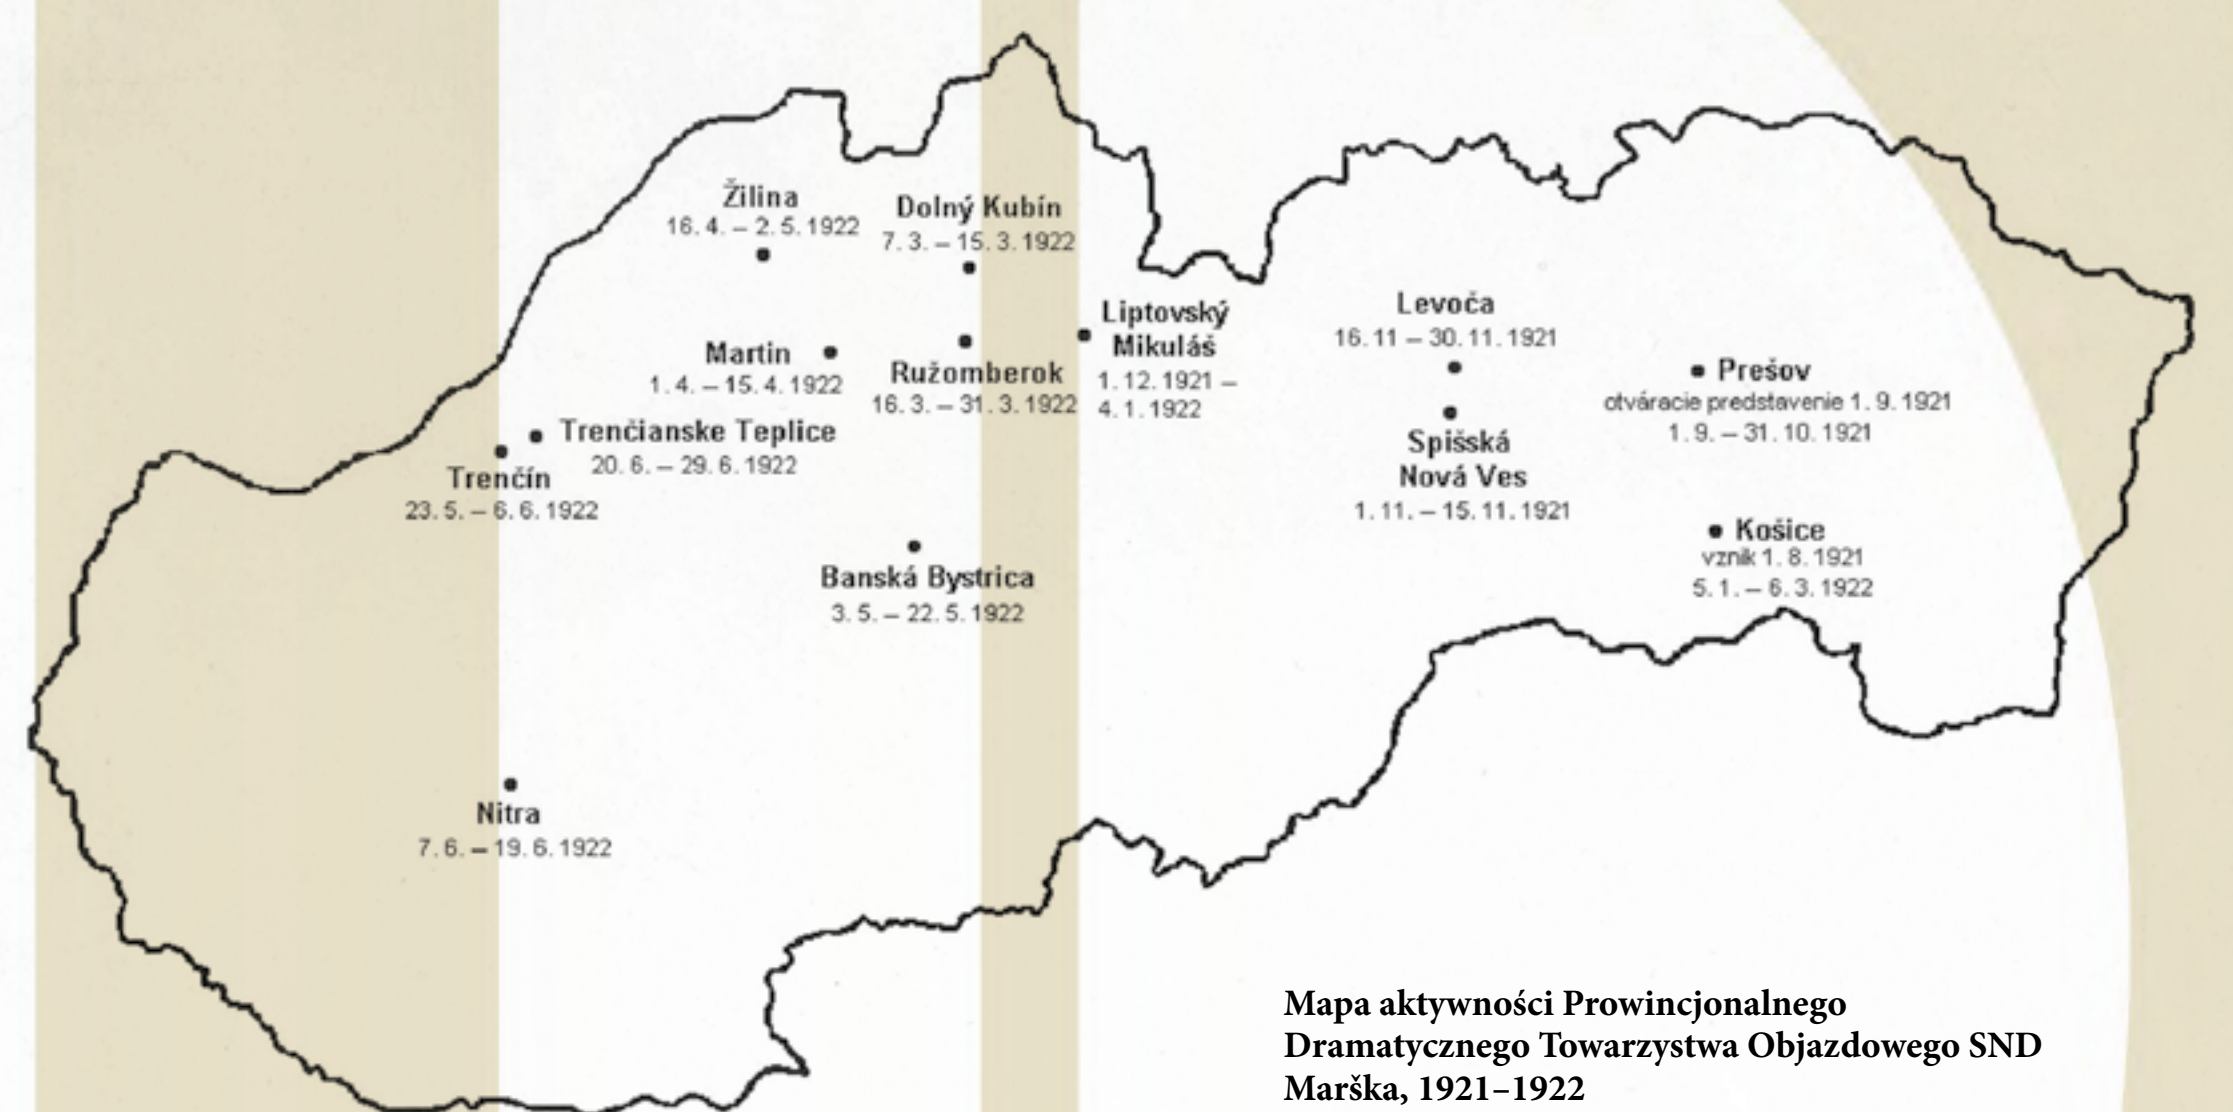 Žilina
16. 4. – 2. 5. 1922
Dolný Kubín
7. 3. – 15. 3. 1922
Liptovský
Mikuláš
1. 12. 1921 –
4. 1. 1922
Levoča
16. 11 – 30. 11. 1921
Martin
1. 4. – 15. 4. 1922
Ružomberok
16. 3. – 31. 3. 1922
Prešov
otváracie predstavenie 1. 9. 1921
1. 9. – 31. 10. 1921
Trenčianske Teplice
20. 6. – 29. 6. 1922
Trenčín
23. 5. – 6. 6. 1922
Spišská
Nová Ves
1. 11. – 15. 11. 1921
Košice
vznik 1. 8. 1921
5. 1. – 6. 3. 1922
Banská Bystrica
3. 5. – 22. 5. 1922
Nitra
7. 6. – 19. 6. 1922
Mapa aktywności Prowincjonalnego
Dramatycznego Towarzystwa Objazdowego SND
Marška, 1921–1922